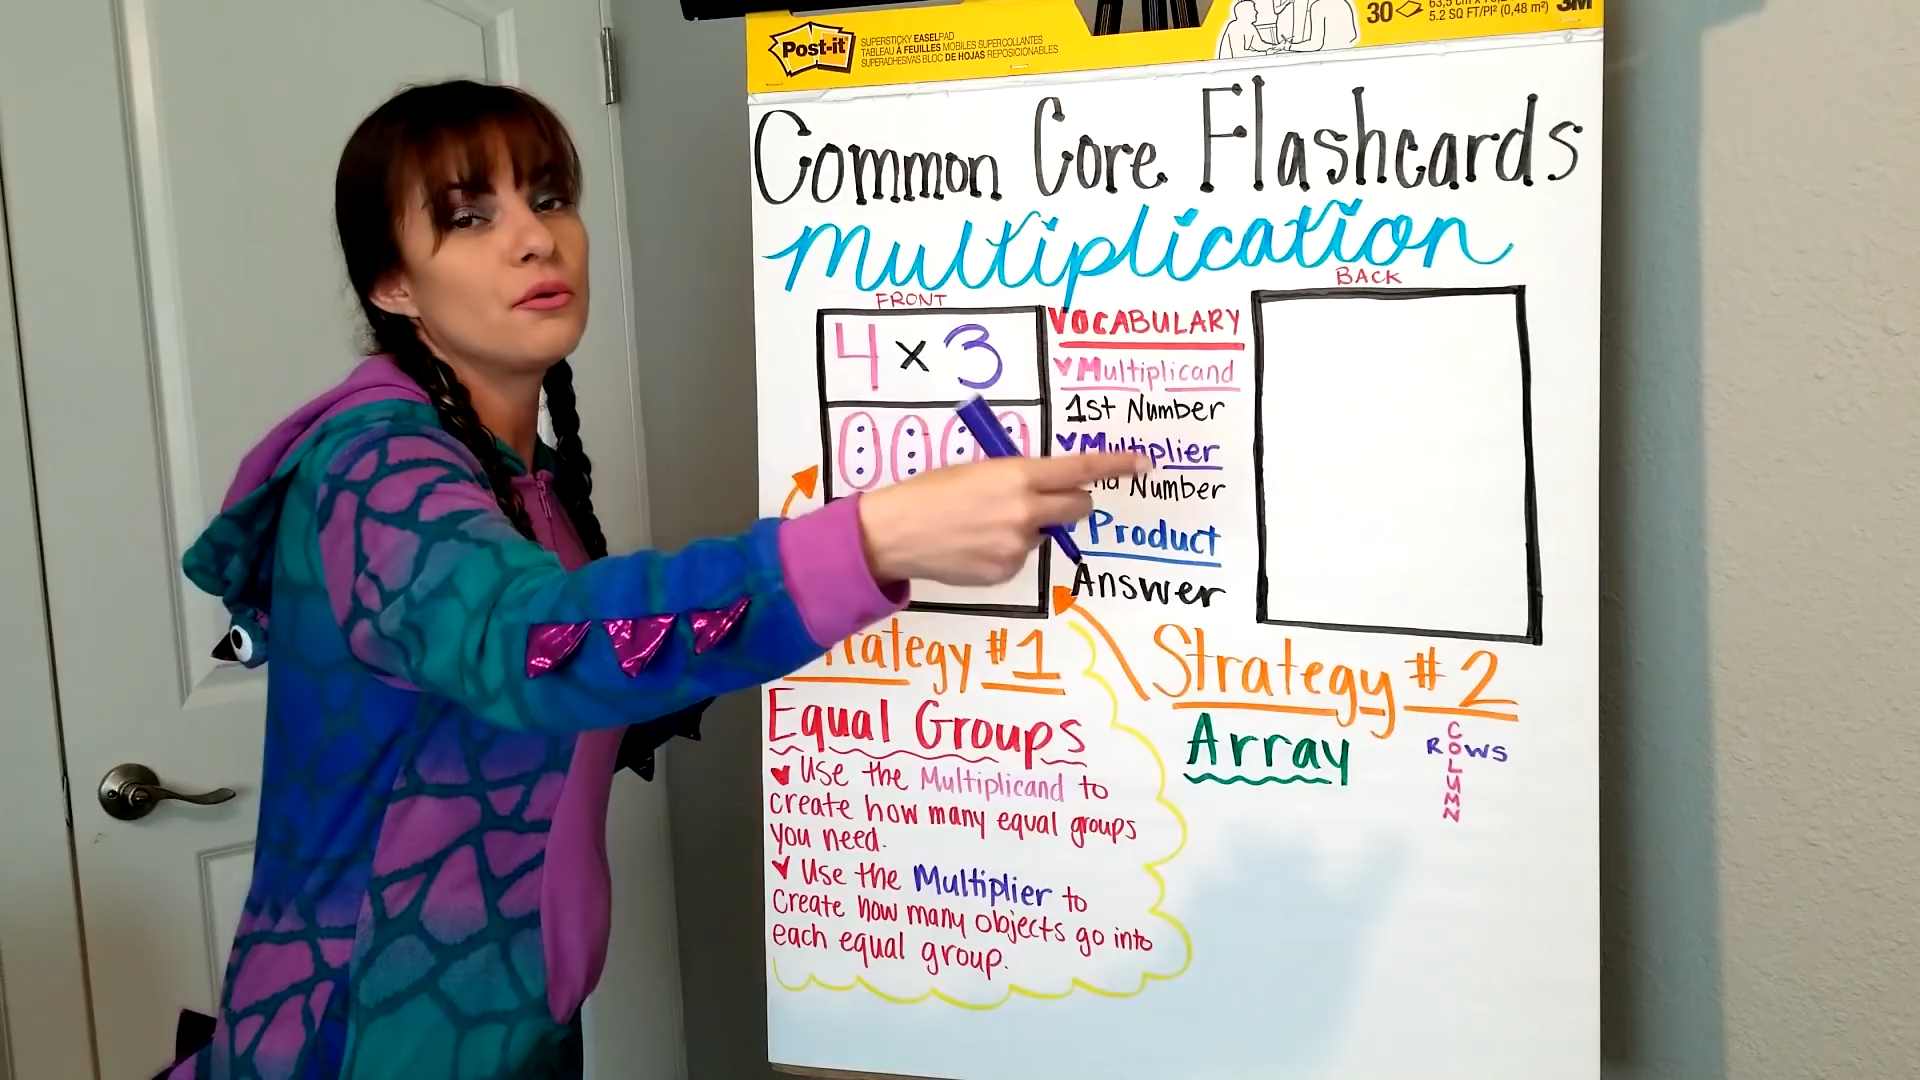 Post-it
SUPERSTICKY EASEL PAD
TABLEAU À FEUILLES MOBILES SUPERCOLLANTES
SUPERADHESIVAS BLOC DE HOJAS REPOSICIONABLES
30
5.2 SQ FT/PI² (0,48 m²)
3M
Common Core Flashcards
Multiplication
FRONT
BACK
4 × 3
VOCABULARY
Multiplicand
1st Number
Multiplier
Number
Product
Answer
#1
Strategy #2
Equal Groups
Use the Multiplicand to
create how many equal groups
you need.
Use the Multiplier to
Create how many objects go into
each equal group.
Array
ROWS
COLUMN